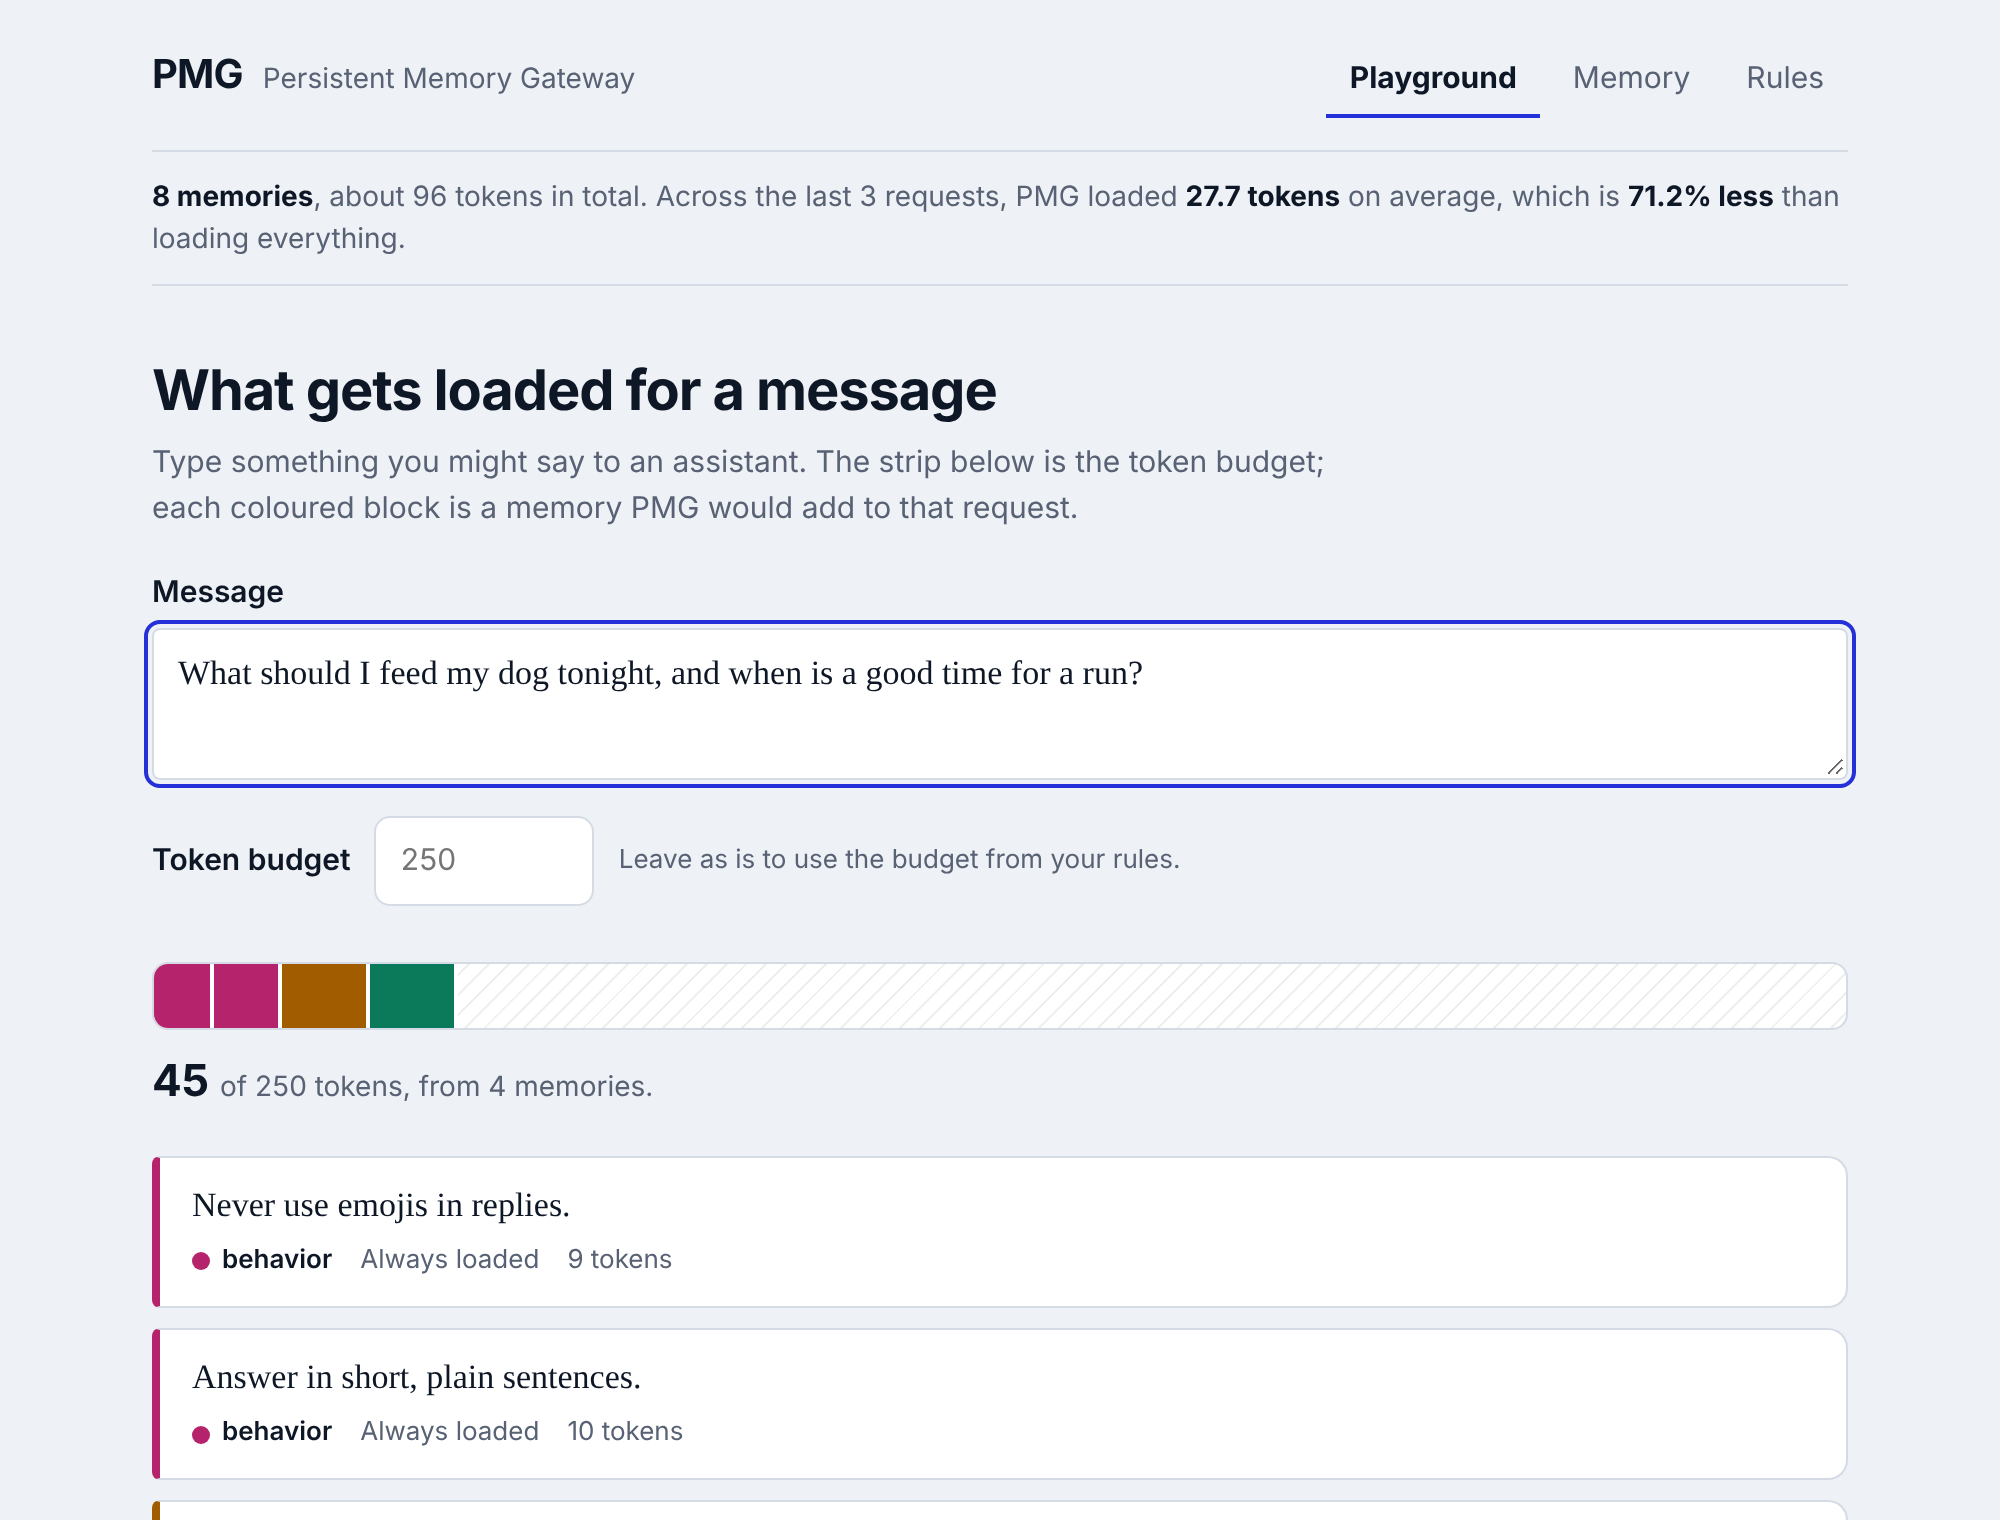 PMG Persistent Memory Gateway
Playground Memory Rules
8 memories, about 96 tokens in total. Across the last 3 requests, PMG loaded 27.7 tokens on average, which is 71.2% less than
loading everything.
What gets loaded for a message
Type something you might say to an assistant. The strip below is the token budget;
each coloured block is a memory PMG would add to that request.
Message
What should I feed my dog tonight, and when is a good time for a run?
Token budget 250 Leave as is to use the budget from your rules.
45 of 250 tokens, from 4 memories.
Never use emojis in replies.
behavior Always loaded 9 tokens
Answer in short, plain sentences.
behavior Always loaded 10 tokens